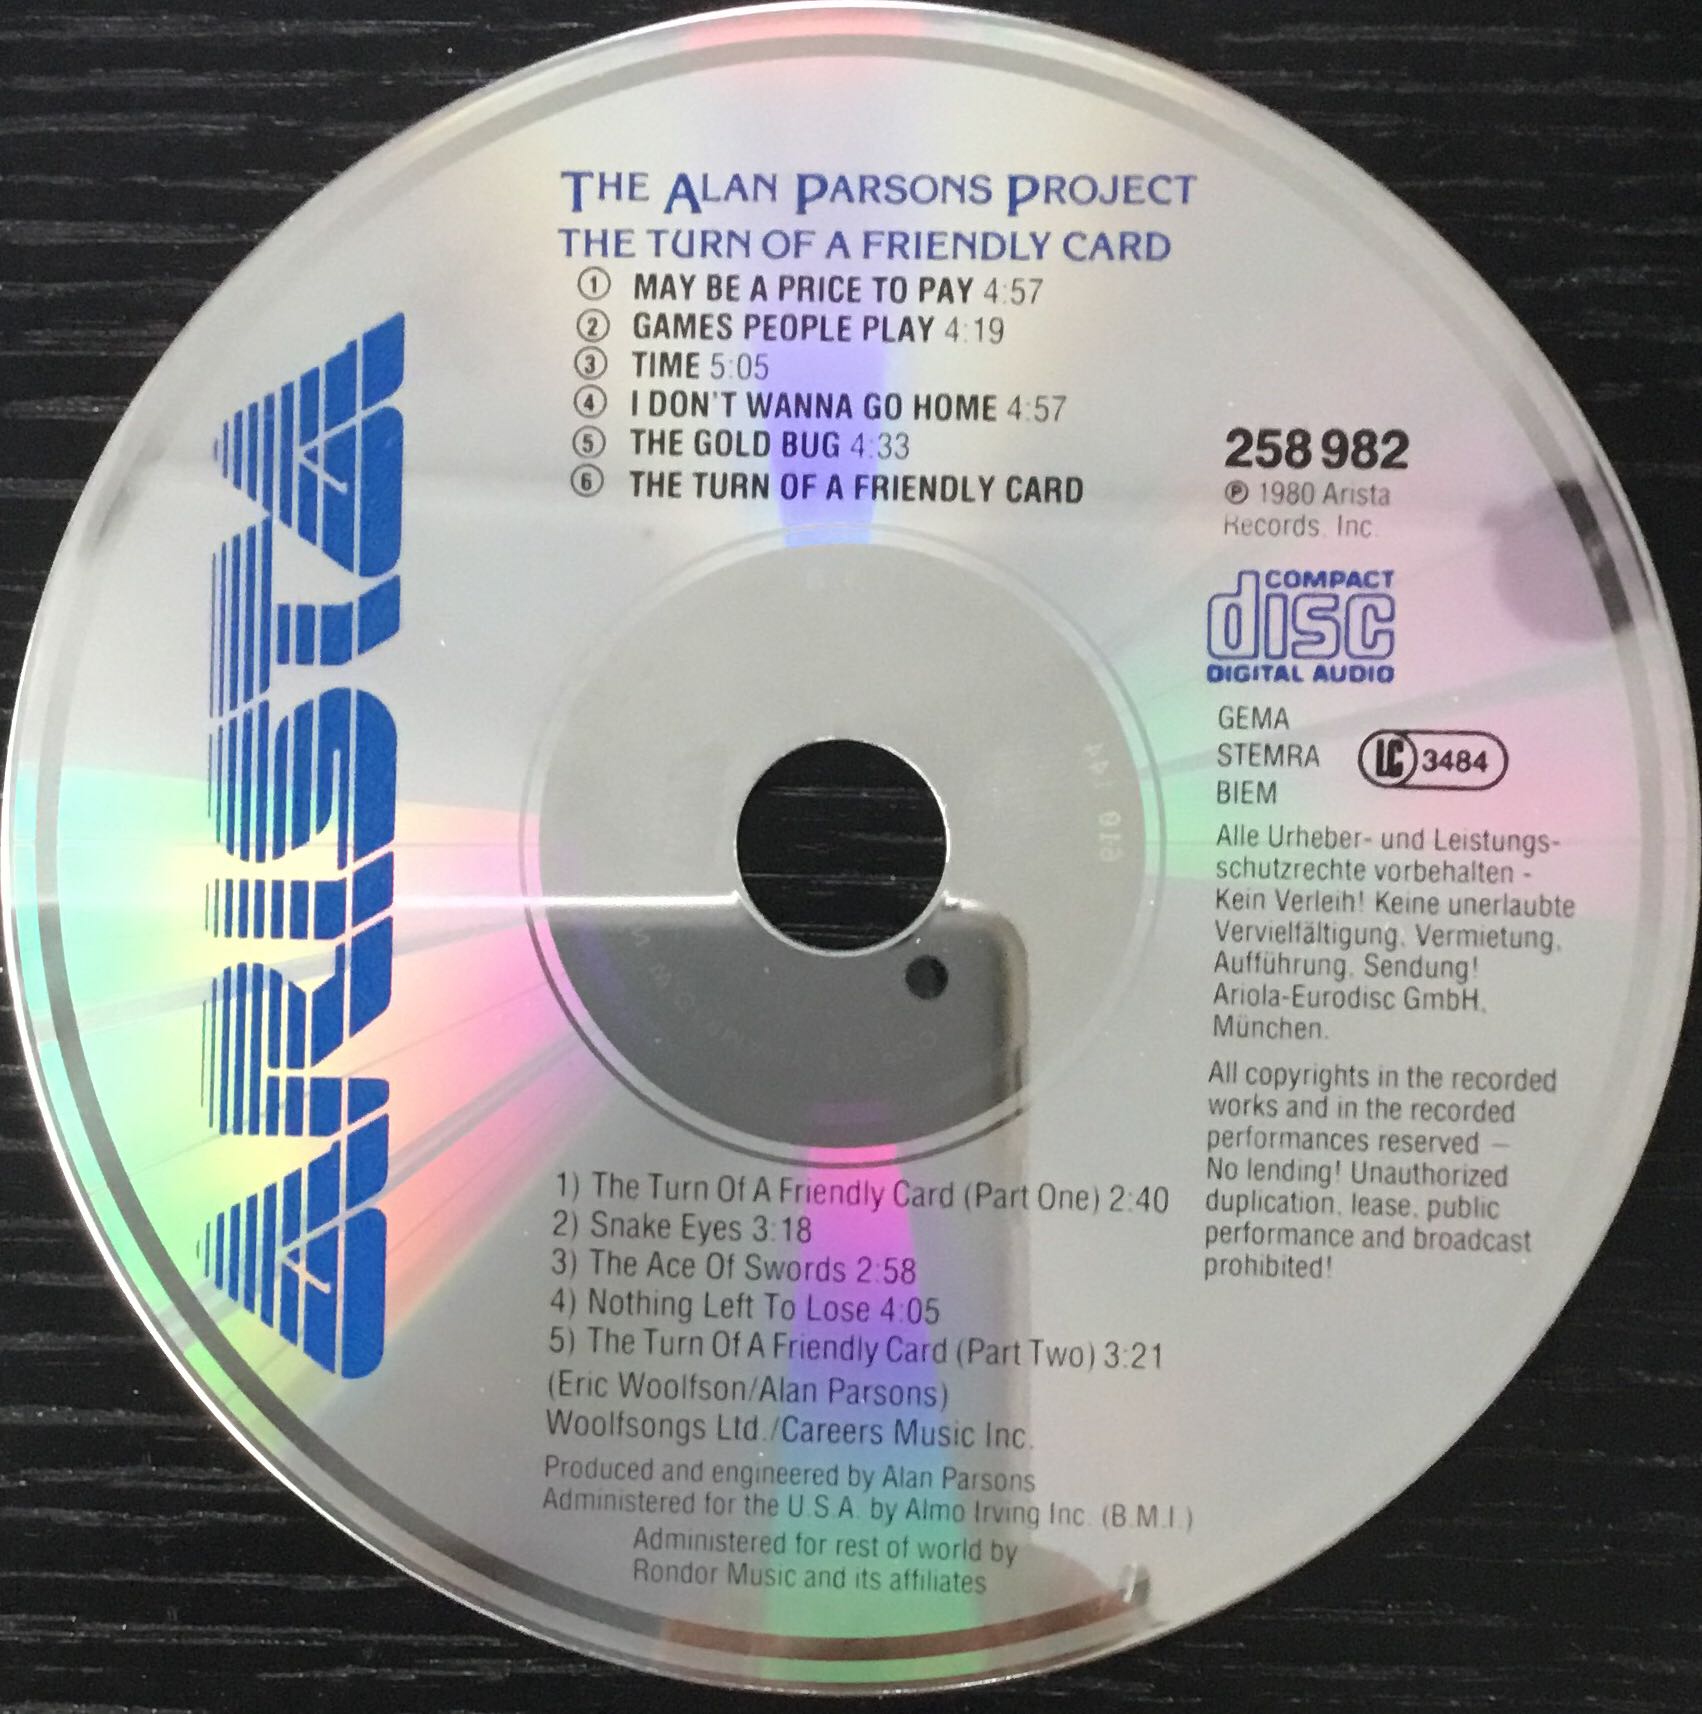 THE ALAN PARSONS PROJECT
THE TURN OF A FRIENDLY CARD
① MAY BE A PRICE TO PAY 4:57
② GAMES PEOPLE PLAY 4:19
③ TIME 5:05
④ I DON'T WANNA GO HOME 4:57
⑤ THE GOLD BUG 4:33
⑥ THE TURN OF A FRIENDLY CARD
ARISTA
258 982
℗ 1980 Arista
Records, Inc.
COMPACT
disc
DIGITAL AUDIO
GEMA
STEMRA
BIEM
LC 3484
Alle Urheber- und Leistungs-
schutzrechte vorbehalten -
Kein Verleih! Keine unerlaubte
Vervielfältigung, Vermietung,
Aufführung, Sendung!
Ariola-Eurodisc GmbH,
München.
All copyrights in the recorded
works and in the recorded
performances reserved –
No lending! Unauthorized
duplication, lease, public
performance and broadcast
prohibited!
1) The Turn Of A Friendly Card (Part One) 2:40
2) Snake Eyes 3:18
3) The Ace Of Swords 2:58
4) Nothing Left To Lose 4:05
5) The Turn Of A Friendly Card (Part Two) 3:21
(Eric Woolfson/Alan Parsons)
Woolfsongs Ltd./Careers Music Inc.
Produced and engineered by Alan Parsons
Administered for the U.S.A. by Almo Irving Inc. (B.M.I.)
Administered for rest of world by
Rondor Music and its affiliates